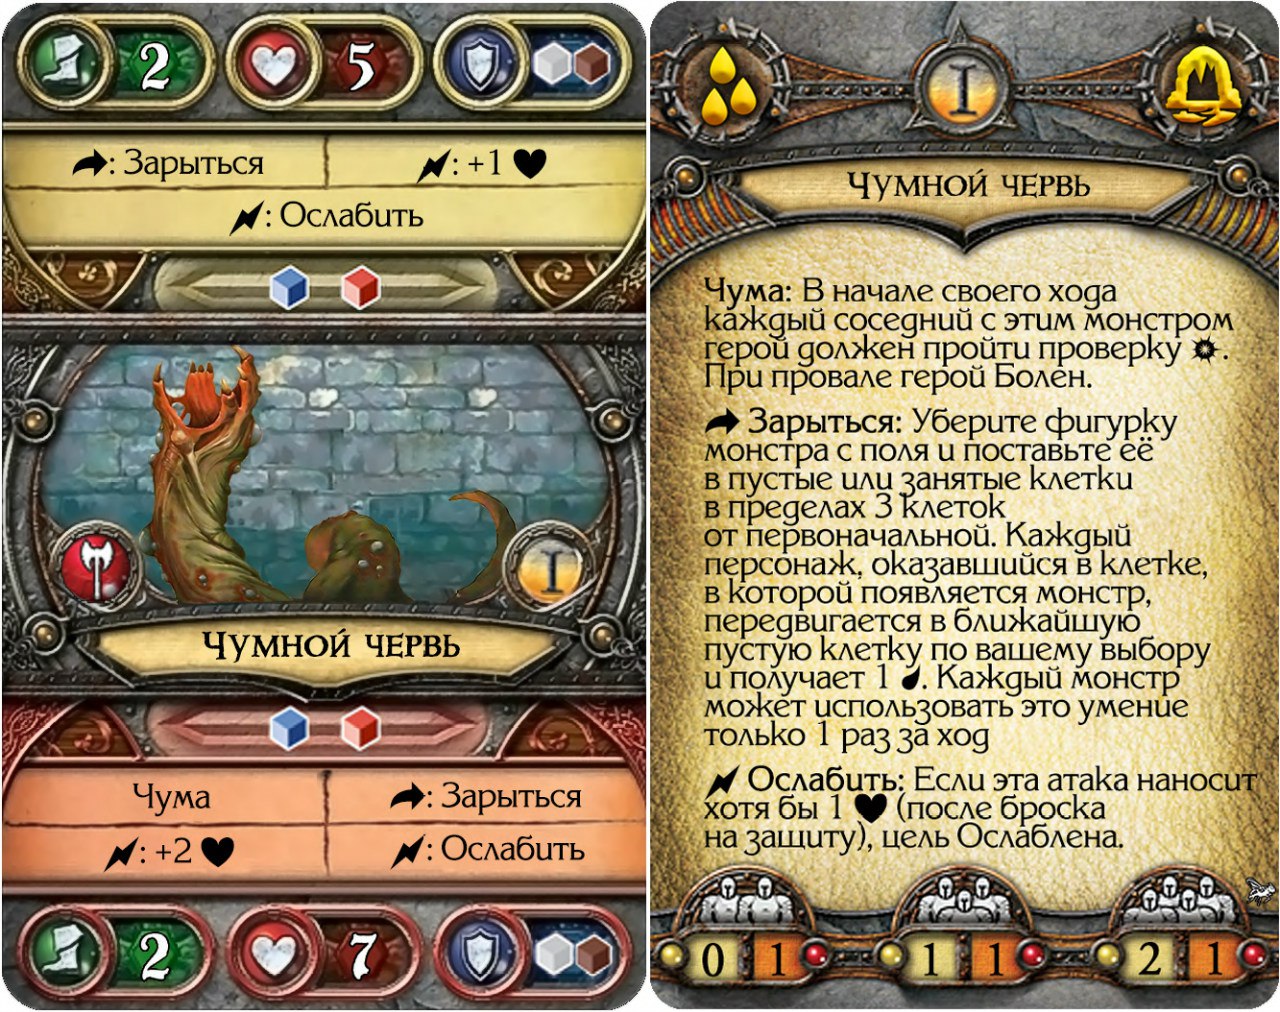 2 5
: Зарыться : +1
: Ослабить
I
Чумной червь
Чума : Зарыться
: +2 : Ослабить
2 7
I
Чумной червь
Чума: В начале своего хода
каждый соседний с этим монстром
герой должен пройти проверку .
При провале герой Болен.
Зарыться: Уберите фигурку
монстра с поля и поставьте её
в пустые или занятые клетки
в пределах 3 клеток
от первоначальной. Каждый
персонаж, оказавшийся в клетке,
в которой появляется монстр,
передвигается в ближайшую
пустую клетку по вашему выбору
и получает 1 . Каждый монстр
может использовать это умение
только 1 раз за ход
Ослабить: Если эта атака наносит
хотя бы 1 (после броска
на защиту), цель Ослаблена.
0 1 1 1 2 1